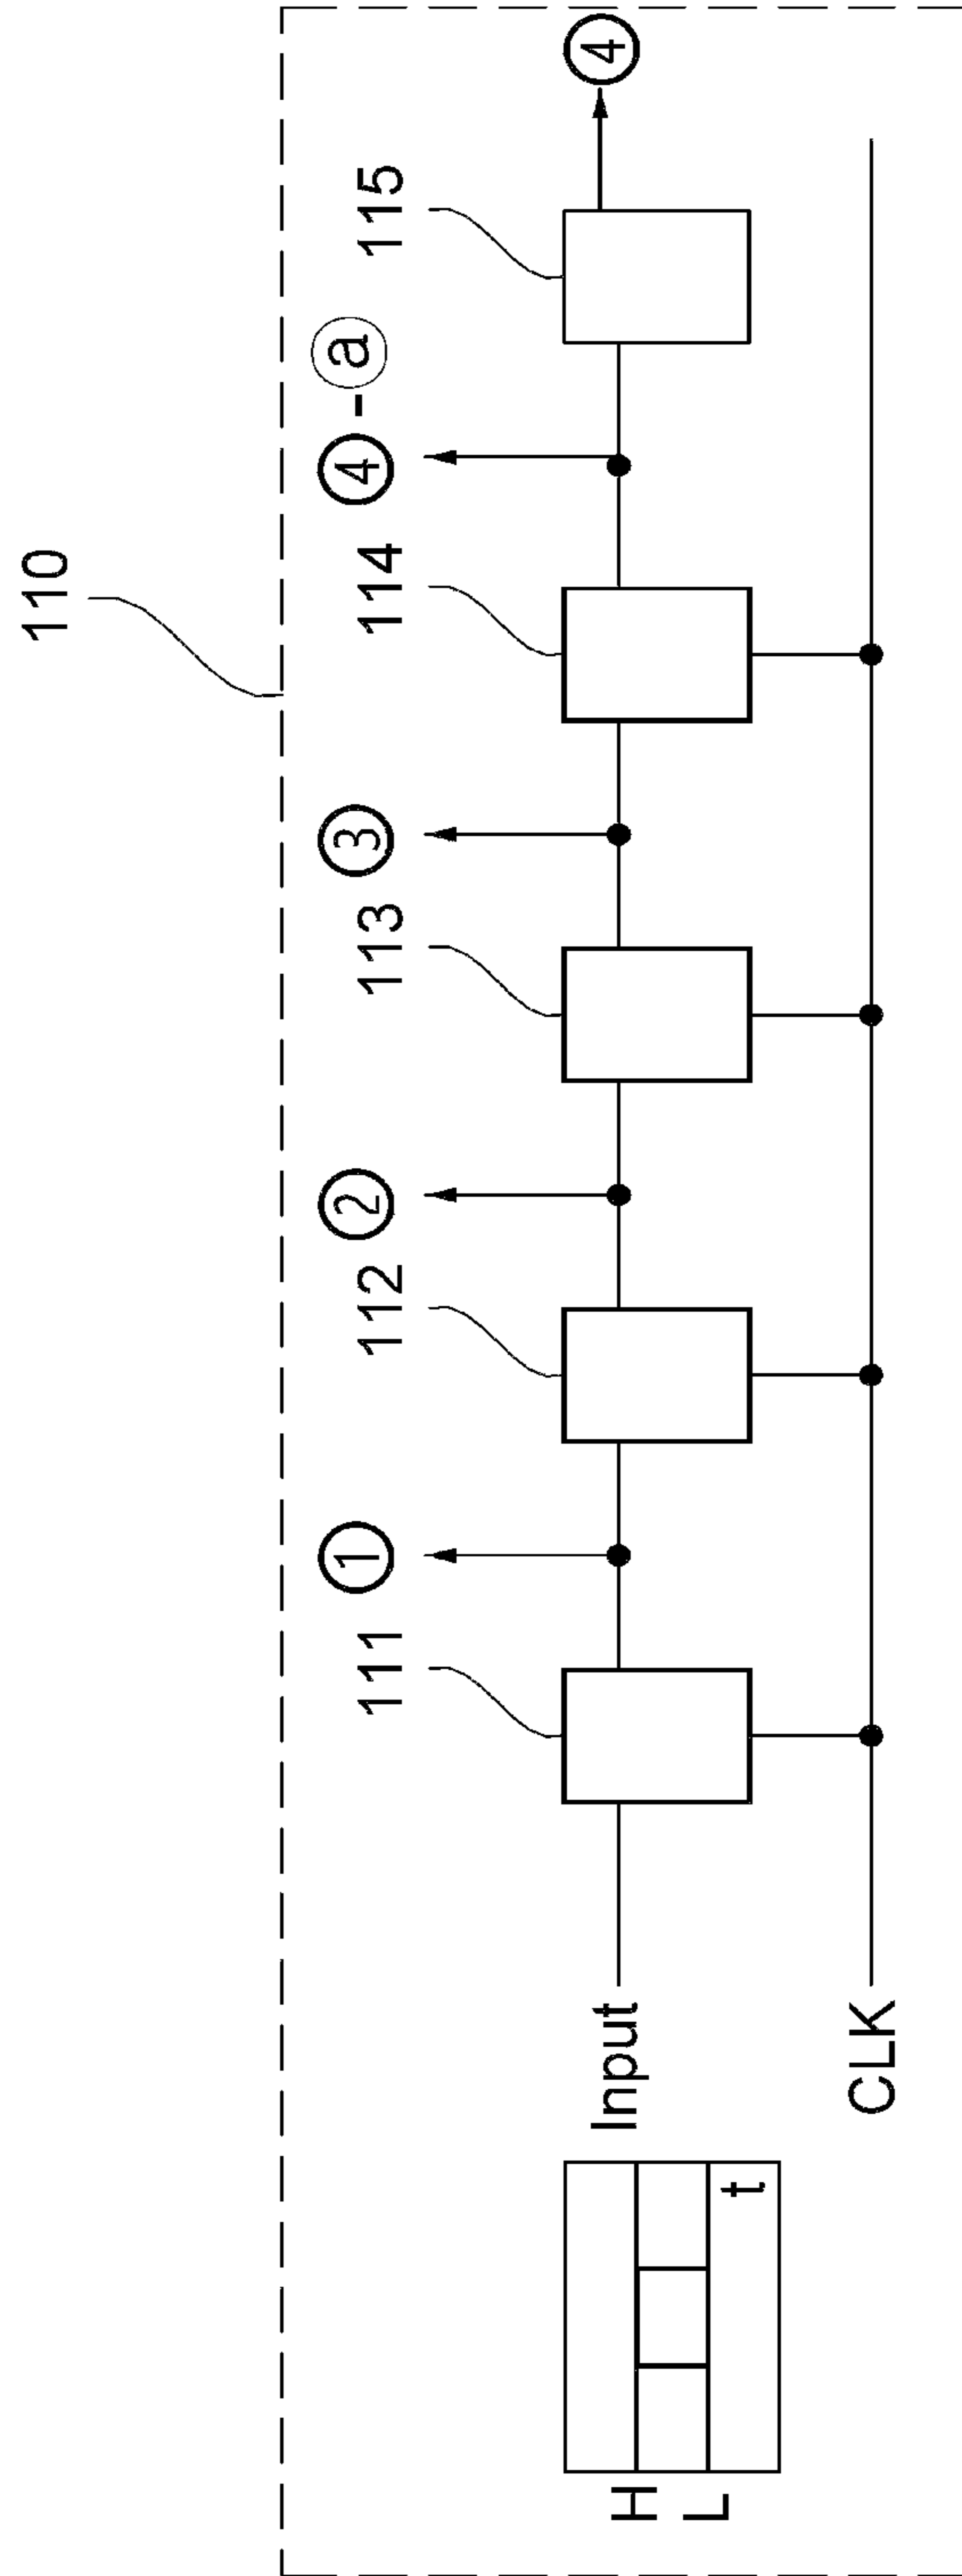 110
① ② ③ ④-ⓐ
111 112 113 114 115
④
Input
CLK
H
L
t